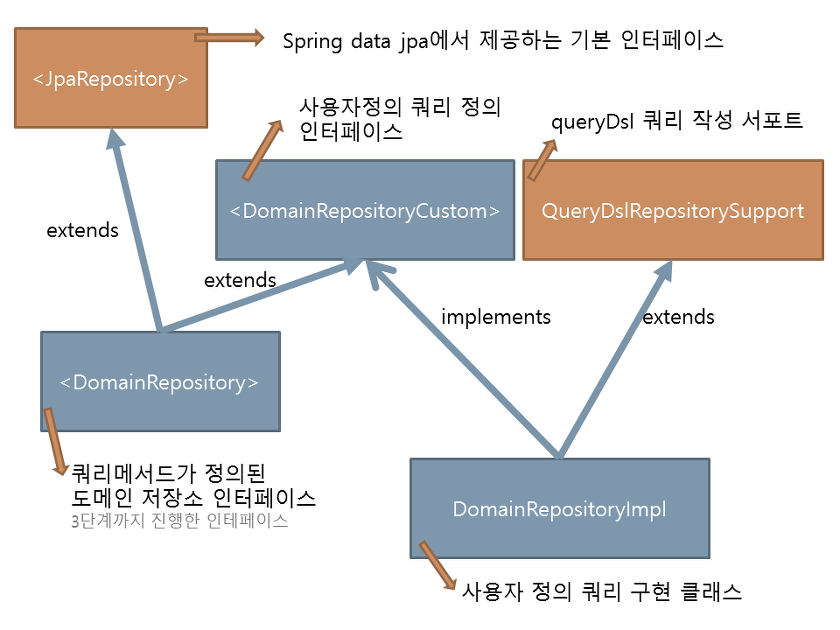 Spring data jpa에서 제공하는 기본 인터페이스
<JpaRepository>
사용자정의 쿼리 정의
인터페이스
queryDsl 쿼리 작성 서포트
<DomainRepositoryCustom>
QueryDslRepositorySupport
extends
extends
implements
extends
<DomainRepository>
쿼리메서드가 정의된
도메인 저장소 인터페이스
3단계까지 진행한 인테페이스
DomainRepositoryImpl
사용자 정의 쿼리 구현 클래스